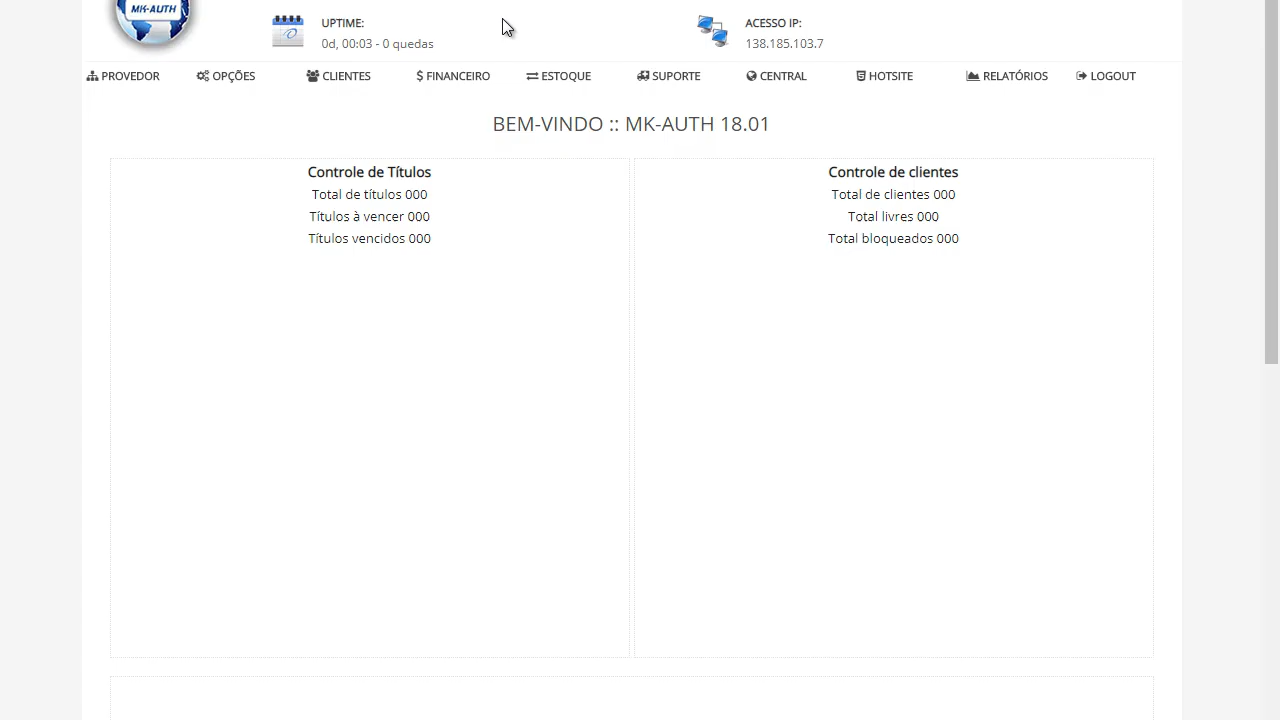 MK-AUTH
UPTIME:
0d, 00:03 - 0 quedas
ACESSO IP:
138.185.103.7
PROVEDOR OPÇÕES CLIENTES $ FINANCEIRO ESTOQUE SUPORTE CENTRAL HOTSITE RELATÓRIOS LOGOUT
BEM-VINDO :: MK-AUTH 18.01
Controle de Títulos
Total de títulos 000
Títulos à vencer 000
Títulos vencidos 000
Controle de clientes
Total de clientes 000
Total livres 000
Total bloqueados 000